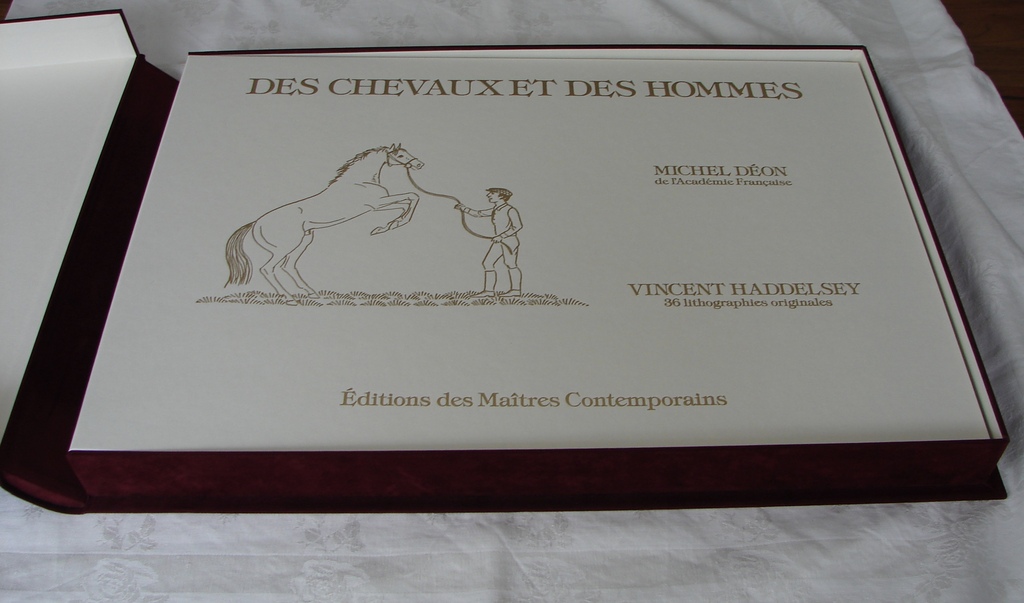 DES CHEVAUX ET DES HOMMES
MICHEL DÉON
de l'Académie Française
VINCENT HADDELSEY
36 lithographies originales
Éditions des Maîtres Contemporains